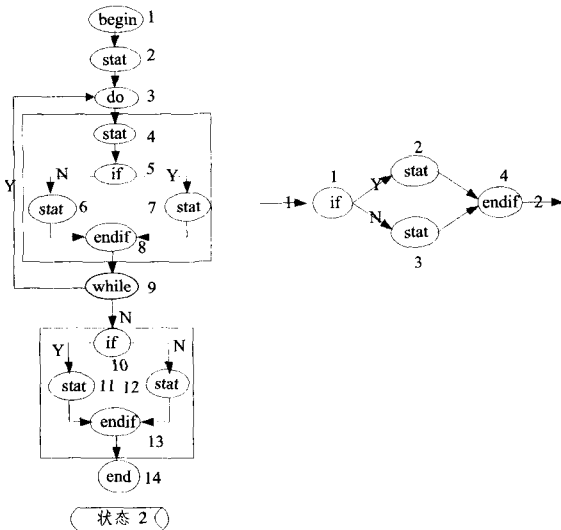 begin 1
stat 2
do 3
stat 4
if 5
N
Y
stat 6
7 stat
endif 8
Y
while 9
N
if 10
Y
N
stat 11
12 stat
endif 13
end 14
状态 2
1
1
if
Y
N
2
stat
stat
3
4
endif
2